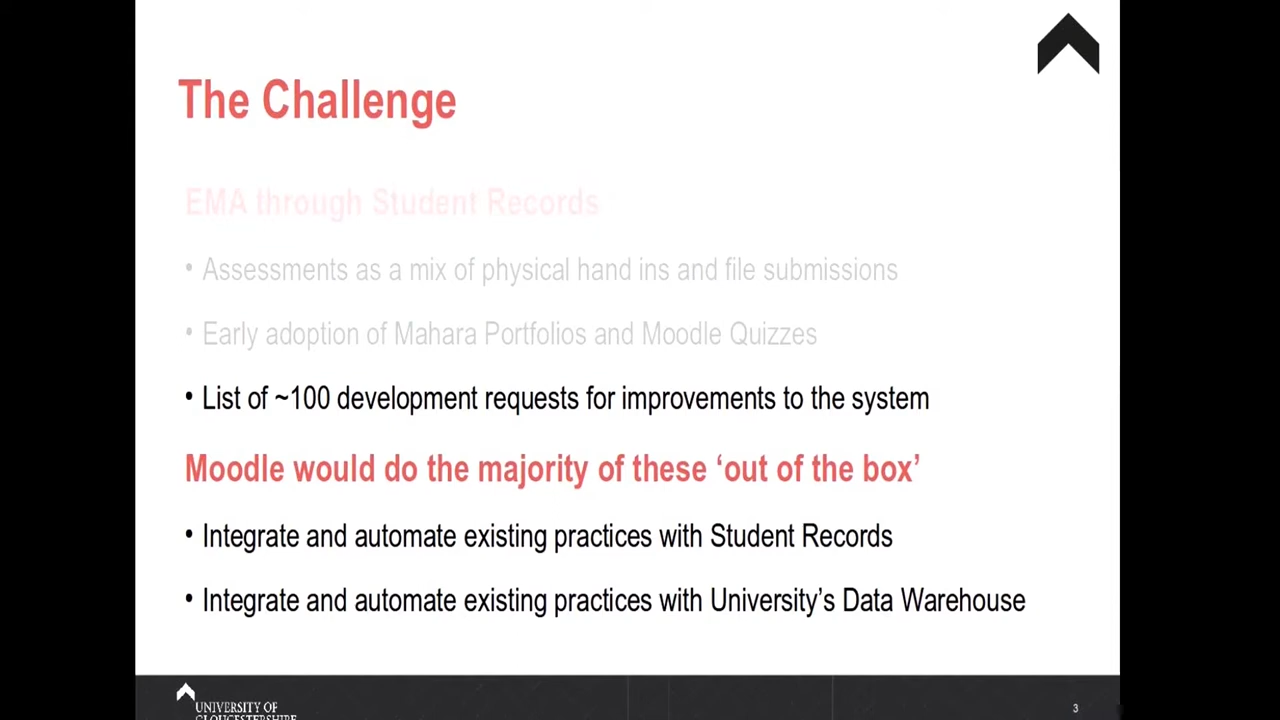 The Challenge
EMA through Student Records
• Assessments as a mix of physical hand ins and file submissions
• Early adoption of Mahara Portfolios and Moodle Quizzes
• List of ~100 development requests for improvements to the system
Moodle would do the majority of these ‘out of the box’
• Integrate and automate existing practices with Student Records
• Integrate and automate existing practices with University’s Data Warehouse
UNIVERSITY OF
GLOUCESTERSHIRE
3